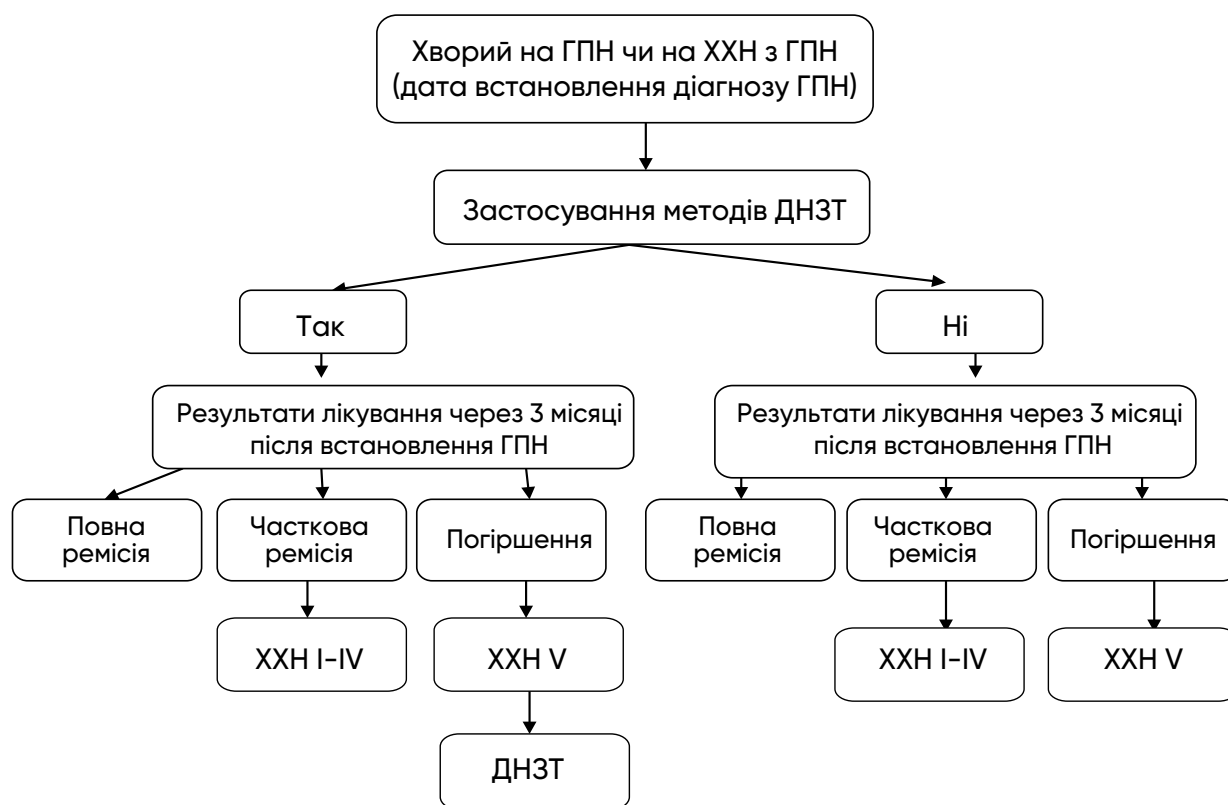 Хворий на ГПН чи на ХХН з ГПН
(дата встановлення діагнозу ГПН)
Застосування методів ДНЗТ
Так
Ні
Результати лікування через 3 місяці
після встановлення ГПН
Результати лікування через 3 місяці
після встановлення ГПН
Повна
ремісія
Часткова
ремісія
Погіршення
Повна
ремісія
Часткова
ремісія
Погіршення
ХХН I-IV
ХХН V
ХХН I-IV
ХХН V
ДНЗТ